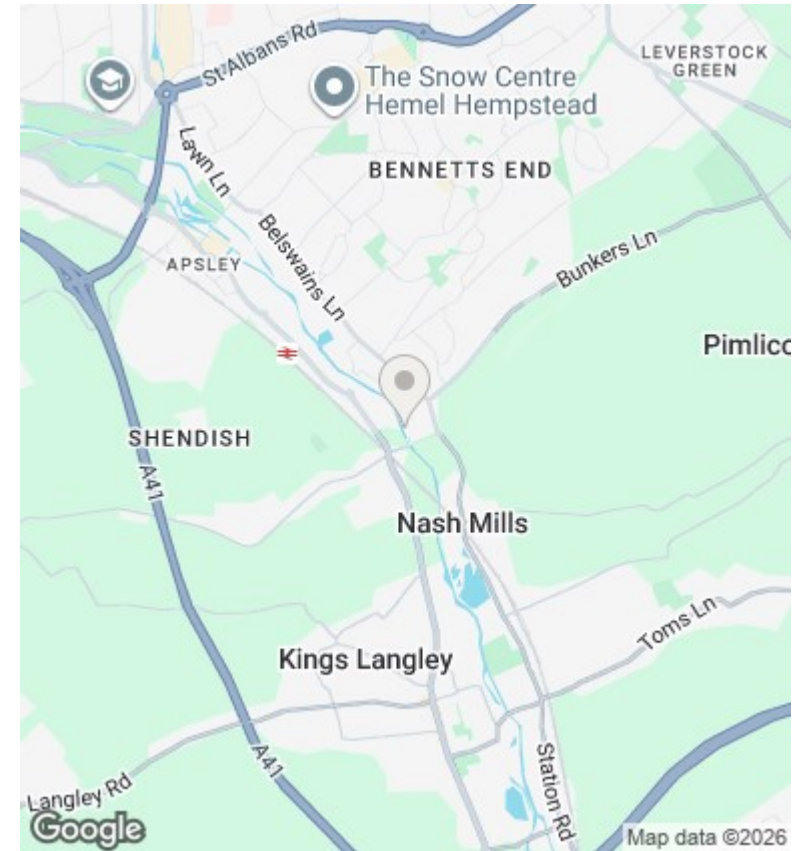 St Albans Rd
LEVERSTOCK
GREEN
The Snow Centre
Hemel Hempstead
Lawn Ln
BENNETTS END
Belswains Ln
Bunkers Ln
APSLEY
Pimlico
SHENDISH
A41
Nash Mills
Toms Ln
Kings Langley
A41
Station Rd
Langley Rd
Google
Map data ©2026